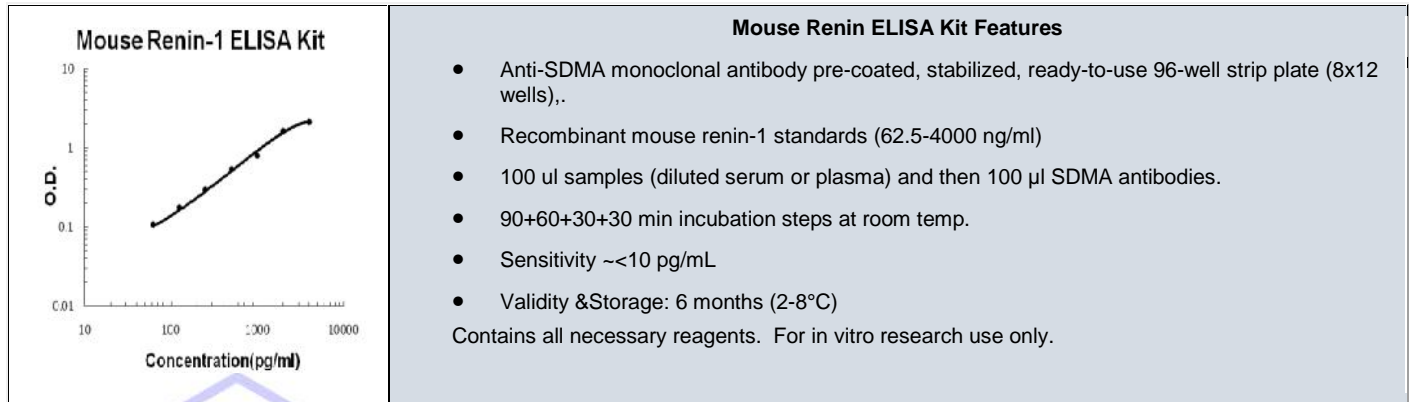 Mouse Renin-1 ELISA Kit
10
1
0.1
0.01
O.D.
10
100
1000
10000
Concentration(pg/ml)
Mouse Renin ELISA Kit Features
• Anti-SDMA monoclonal antibody pre-coated, stabilized, ready-to-use 96-well strip plate (8x12
wells),.
• Recombinant mouse renin-1 standards (62.5-4000 ng/ml)
• 100 ul samples (diluted serum or plasma) and then 100 µl SDMA antibodies.
• 90+60+30+30 min incubation steps at room temp.
• Sensitivity ~<10 pg/mL
• Validity &Storage: 6 months (2-8°C)
Contains all necessary reagents.  For in vitro research use only.